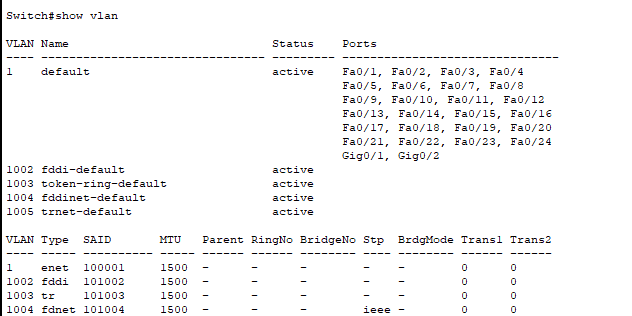 Switch#show vlan
VLAN Name                             Status    Ports
---- -------------------------------- --------- -------------------------------
1    default                          active    Fa0/1, Fa0/2, Fa0/3, Fa0/4
                                                Fa0/5, Fa0/6, Fa0/7, Fa0/8
                                                Fa0/9, Fa0/10, Fa0/11, Fa0/12
                                                Fa0/13, Fa0/14, Fa0/15, Fa0/16
                                                Fa0/17, Fa0/18, Fa0/19, Fa0/20
                                                Fa0/21, Fa0/22, Fa0/23, Fa0/24
                                                Gig0/1, Gig0/2
1002 fddi-default                     active
1003 token-ring-default               active
1004 fddinet-default                  active
1005 trnet-default                    active
VLAN Type  SAID       MTU   Parent RingNo BridgeNo Stp  BrdgMode Trans1 Trans2
---- ----- ---------- ----- ------ ------ -------- ---- -------- ------ ------
1    enet  100001     1500  -      -      -        -    -        0      0
1002 fddi  101002     1500  -      -      -        -    -        0      0
1003 tr    101003     1500  -      -      -        -    -        0      0
1004 fdnet 101004     1500  -      -      -        ieee -        0      0